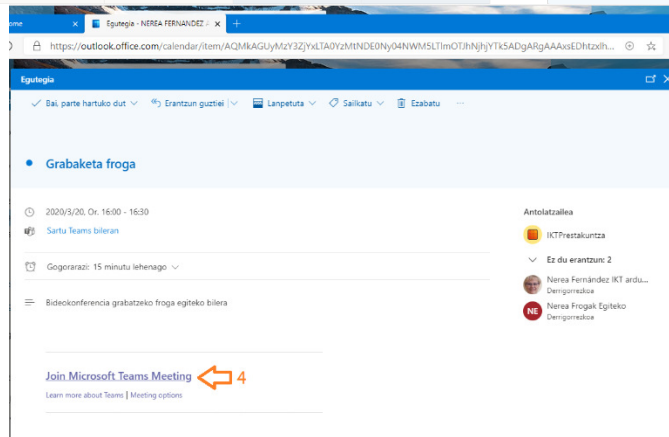 ome
Egutegia - NEREA FERNANDEZ
https://outlook.office.com/calendar/item/
Egutegia
Bai, parte hartuko dut
Erantzun guztiei
Lanpetuta
Sailkatu
Ezabatu
Grabaketa froga
2020/3/20, Or. 16:00 - 16:30
Sartu Teams bileran
Gogorarazi: 15 minutu lehenago
Bideokonferencia grabatzeko froga egiteko bilera
Join Microsoft Teams Meeting
4
Learn more about Teams | Meeting options
Antolatzailea
IKTPrestakuntza
Ez du erantzun: 2
Nerea Fernández IKT ardu...
Derrigorrezkoa
NE
Nerea Frogak Egiteko
Derrigorrezkoa